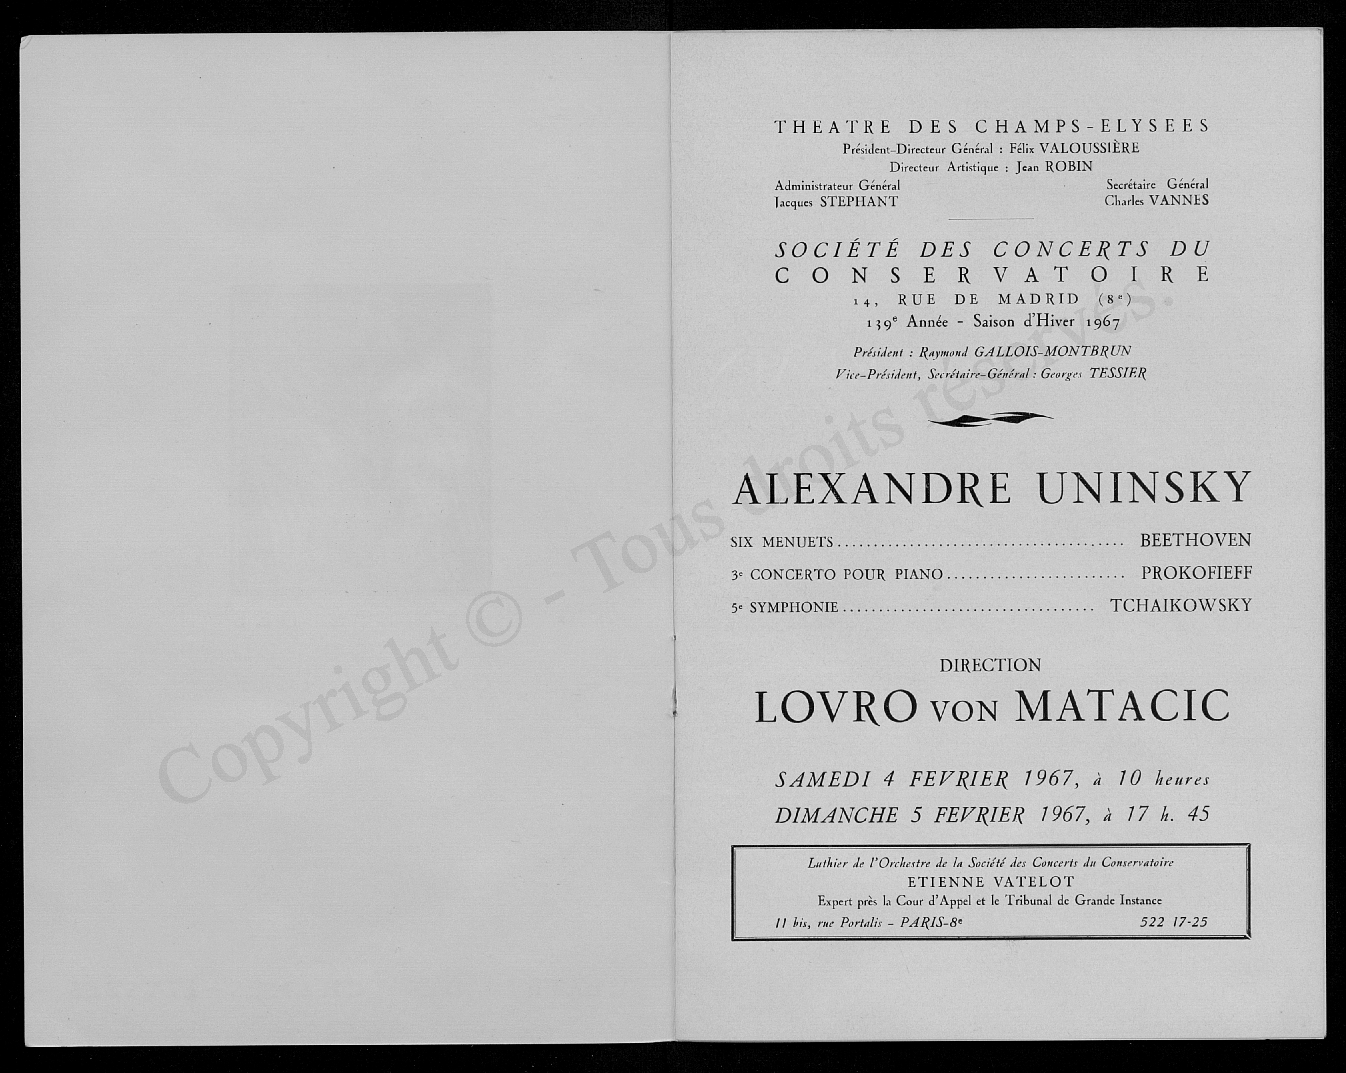 THEATRE DES CHAMPS-ELYSEES
Président-Directeur Général : Félix VALOUSSIÈRE
Directeur Artistique : Jean ROBIN
Administrateur Général Secrétaire Général
Jacques STEPHANT Charles VANNES
SOCIÉTÉ DES CONCERTS DU
CONSERVATOIRE
14, RUE DE MADRID (8e)
139e Année - Saison d'Hiver 1967
Président : Raymond GALLOIS-MONTBRUN
Vice-Président, Secrétaire-Général : Georges TESSIER
ALEXANDRE UNINSKY
SIX MENUETS........................................ BEETHOVEN
3e CONCERTO POUR PIANO......................... PROKOFIEFF
5e SYMPHONIE................................... TCHAIKOWSKY
DIRECTION
LOVRO VON MATACIC
SAMEDI 4 FEVRIER 1967, à 10 heures
DIMANCHE 5 FEVRIER 1967, à 17 h. 45
Luthier de l'Orchestre de la Société des Concerts du Conservatoire
ETIENNE VATELOT
Expert près la Cour d'Appel et le Tribunal de Grande Instance
11 bis, rue Portalis - PARIS-8e 522 17-25
Copyright © - Tous droits réservés.